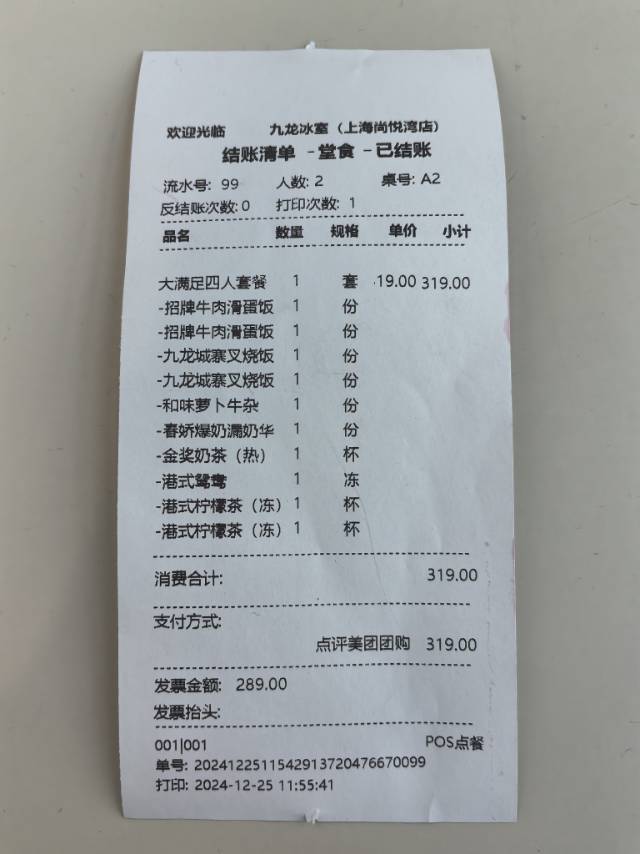 欢迎光临 九龙冰室（上海尚悦湾店）
结账清单 - 堂食 - 已结账
流水号: 99 人数: 2 桌号: A2
反结账次数: 0 打印次数: 1
品名 数量 规格 单价 小计
大满足四人套餐 1 套 19.00 319.00
-招牌牛肉滑蛋饭 1 份
-招牌牛肉滑蛋饭 1 份
-九龙城寨叉烧饭 1 份
-九龙城寨叉烧饭 1 份
-和味萝卜牛杂 1 份
-春娇爆奶漏奶华 1 份
-金奖奶茶（热） 1 杯
-港式鸳鸯 1 冻
-港式柠檬茶（冻） 1 杯
-港式柠檬茶（冻） 1 杯
消费合计: 319.00
支付方式:
点评美团团购 319.00
发票金额: 289.00
发票抬头:
001|001 POS点餐
单号: 2024122511542913720476670099
打印: 2024-12-25 11:55:41